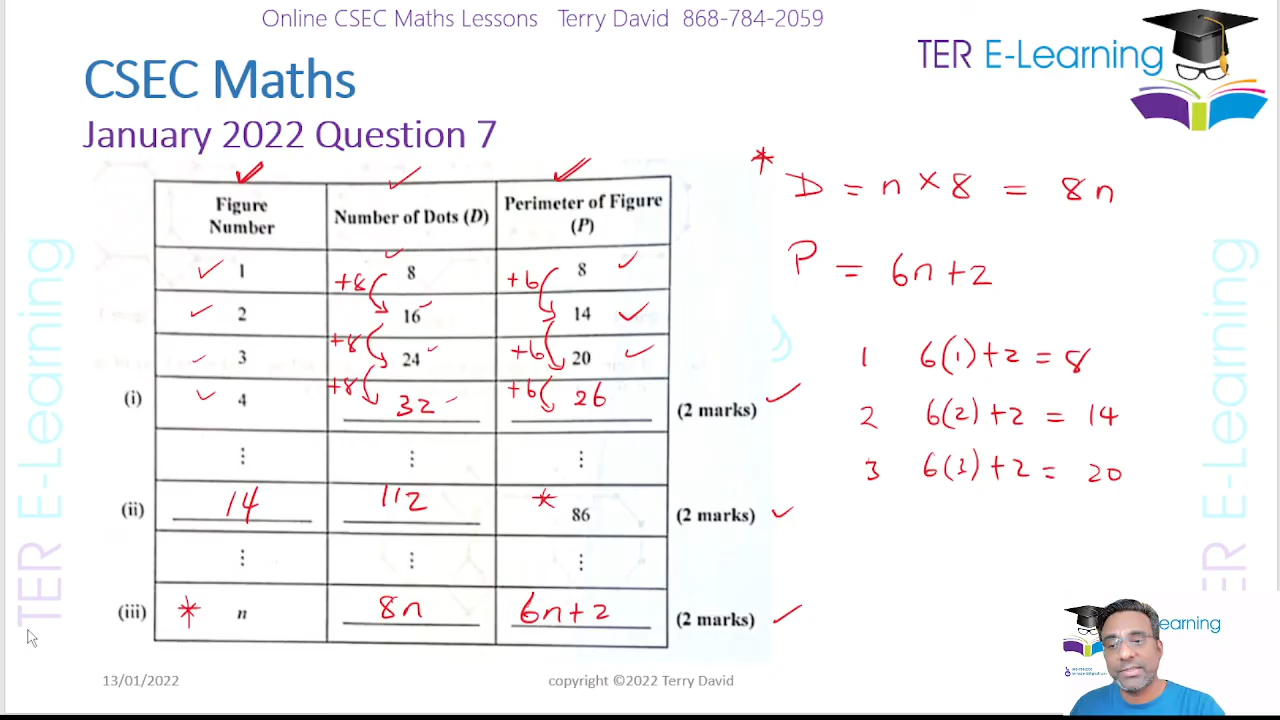 Online CSEC Maths Lessons Terry David 868-784-2059
TER E-Learning
CSEC Maths
January 2022 Question 7
Figure Number
Number of Dots (D)
Perimeter of Figure (P)
1 +8 8 +6 8
2 16 14
+8 +6
3 24 20
+8 +6
(i) 4 32 26 (2 marks)
⋮ ⋮ ⋮
(ii) 14 112 * 86 (2 marks)
⋮ ⋮ ⋮
(iii) * n 8n 6n+2 (2 marks)
* D = n × 8 = 8n
P = 6n+2
1 6(1)+2 = 8
2 6(2)+2 = 14
3 6(3)+2 = 20
TER E-Learning
TER E-Learning
earning
13/01/2022
copyright ©2022 Terry David